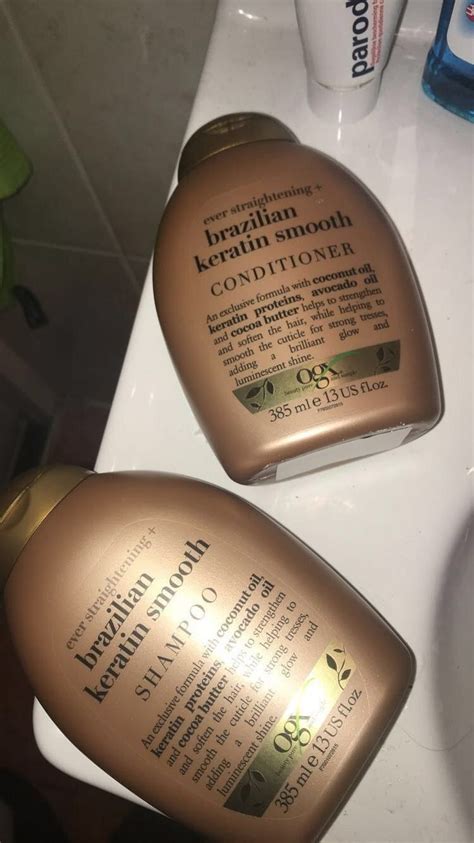 parod
ever straightening +
brazilian
keratin smooth
CONDITIONER
An exclusive formula with coconut oil,
keratin proteins, avocado oil
and cocoa butter helps to strengthen
and soften the hair, while helping to
smooth the cuticle for strong tresses,
adding a brilliant glow and
luminescent shine.
ogx
385 ml e 13 US fl.oz.
ever straightening +
brazilian
keratin smooth
SHAMPOO
An exclusive formula with coconut oil,
keratin proteins, avocado oil
and cocoa butter helps to strengthen
and soften the hair, while helping to
smooth the cuticle for strong tresses,
adding a brilliant glow and
luminescent shine.
ogx
385 ml e 13 US fl.oz.